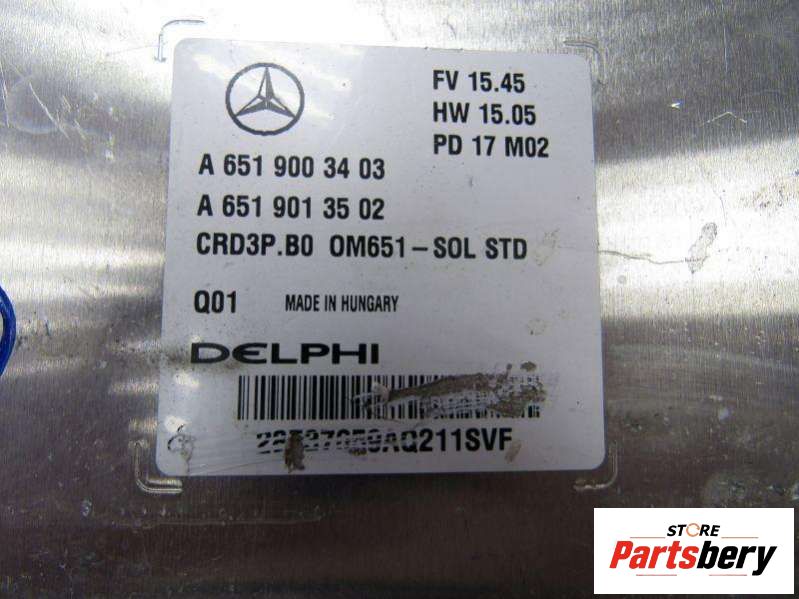 FV 15.45
HW 15.05
PD 17 M02
A 651 900 34 03
A 651 901 35 02
CRD3P.B0 OM651-SOL STD
Q01 MADE IN HUNGARY
DELPHI
STORE
Partsbery